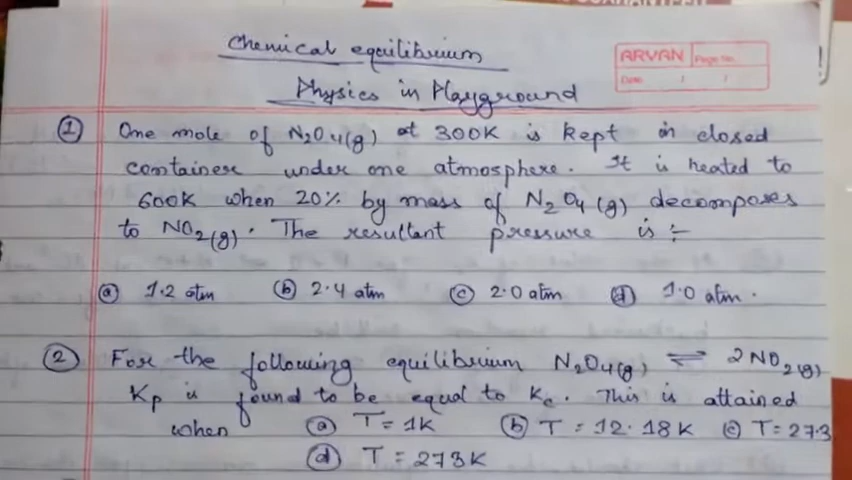 Chemical equilibrium
ARVAN Page No.
Date / /
Physics in Playground
① One mole of N₂O₄(g) at 300K is kept in closed
container under one atmosphere. It is heated to
600K when 20% by mass of N₂O₄(g) decomposes
to NO₂(g). The resultant pressure is :-
ⓐ 1.2 atm ⓑ 2.4 atm ⓒ 2.0 atm ⓓ 1.0 atm.
② For the following equilibrium N₂O₄(g) ⇌ 2NO₂(g)
Kp is found to be equal to Kc. This is attained
when ⓐ T = 1K ⓑ T = 12.18K ⓒ T = 27.3
ⓓ T = 273K